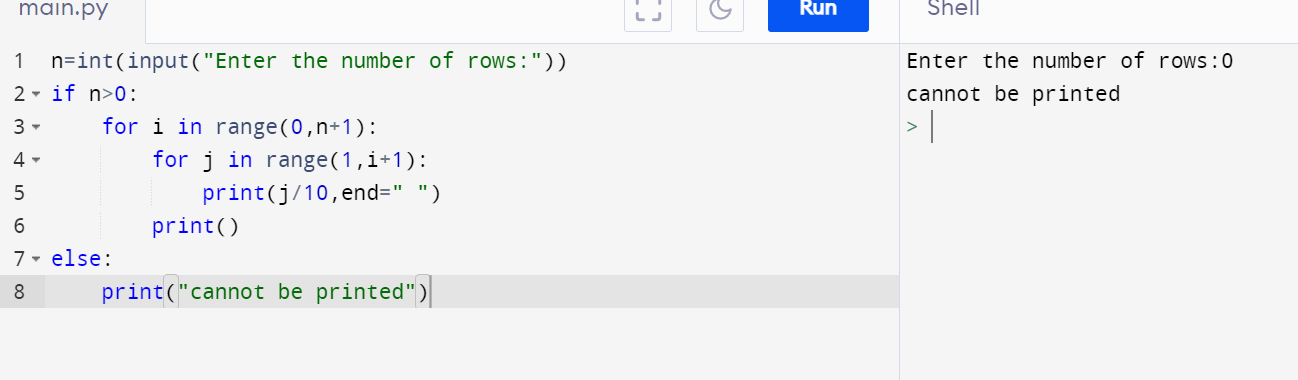 main.py
Run
Shell
1 n=int(input("Enter the number of rows:"))
2 if n>0:
3     for i in range(0,n+1):
4         for j in range(1,i+1):
5             print(j/10,end=" ")
6         print()
7 else:
8     print("cannot be printed")
Enter the number of rows:0
cannot be printed
>